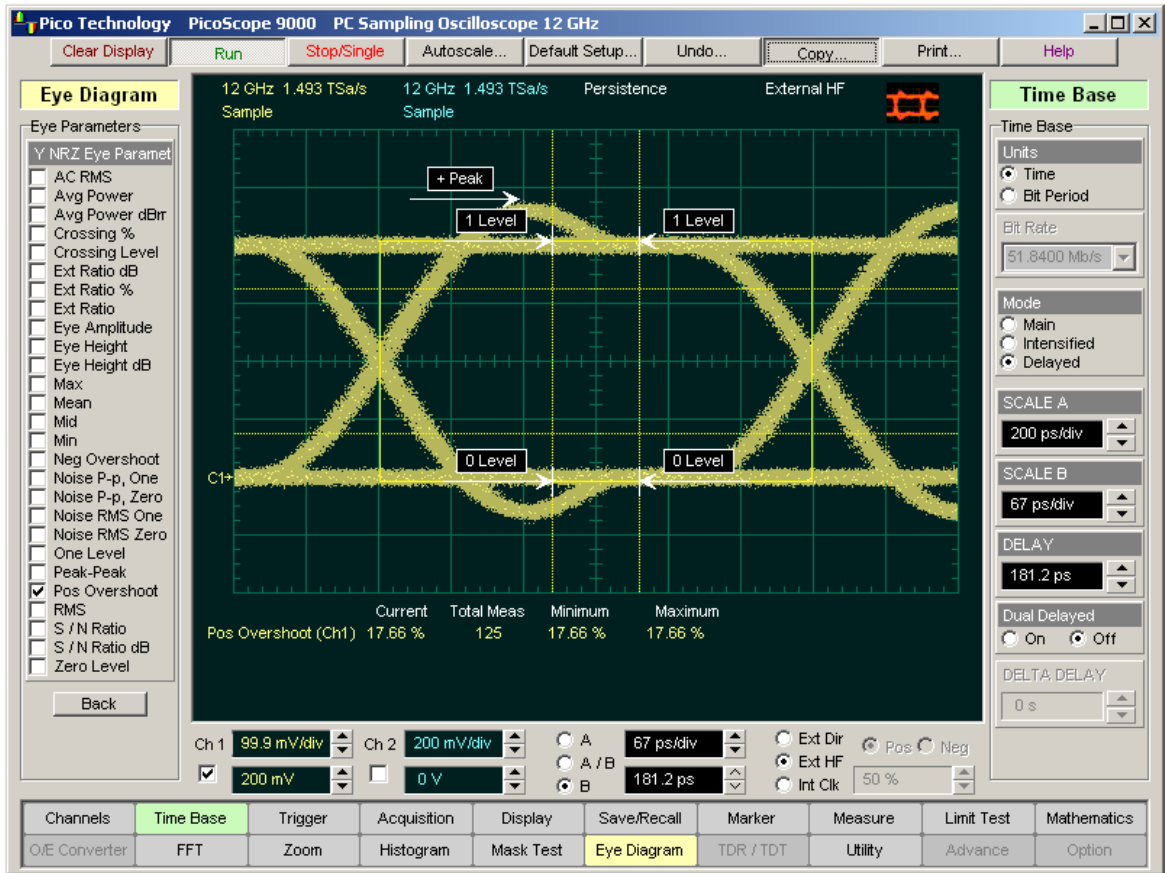 Pico Technology PicoScope 9000 PC Sampling Oscilloscope 12 GHz
Clear Display Run Stop/Single Autoscale... Default Setup... Undo... Copy... Print... Help
Eye Diagram
Eye Parameters
Y NRZ Eye Paramet
AC RMS
Avg Power
Avg Power dBm
Crossing %
Crossing Level
Ext Ratio dB
Ext Ratio %
Ext Ratio
Eye Amplitude
Eye Height
Eye Height dB
Max
Mean
Mid
Min
Neg Overshoot
Noise P-p, One
Noise P-p, Zero
Noise RMS One
Noise RMS Zero
One Level
Peak-Peak
Pos Overshoot
RMS
S / N Ratio
S / N Ratio dB
Zero Level
Back
12 GHz 1.493 TSa/s 12 GHz 1.493 TSa/s Persistence External HF
Sample Sample
+ Peak
1 Level 1 Level
0 Level 0 Level
C1
Current Total Meas Minimum Maximum
Pos Overshoot (Ch1) 17.66 % 125 17.66 % 17.66 %
Time Base
Time Base
Units
Time
Bit Period
Bit Rate
51.8400 Mb/s
Mode
Main
Intensified
Delayed
SCALE A
200 ps/div
SCALE B
67 ps/div
DELAY
181.2 ps
Dual Delayed
On Off
DELTA DELAY
0 s
Ch 1 99.9 mV/div Ch 2 200 mV/div A 67 ps/div Ext Dir Pos Neg
A / B Ext HF
200 mV 0 V B 181.2 ps Int Clk 50 %
Channels Time Base Trigger Acquisition Display Save/Recall Marker Measure Limit Test Mathematics
O/E Converter FFT Zoom Histogram Mask Test Eye Diagram TDR / TDT Utility Advance Option